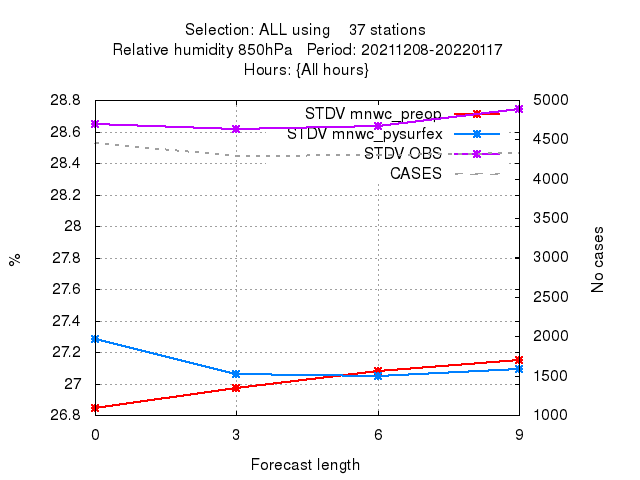 Selection: ALL using 37 stations
Relative humidity 850hPa Period: 20211208-20220117
Hours: {All hours}
STDV mnwc_preop
STDV mnwc_pysurfex
STDV OBS
CASES
28.8
28.6
28.4
28.2
28
27.8
27.6
27.4
27.2
27
26.8
%
5000
4500
4000
3500
3000
2500
2000
1500
1000
No cases
0 3 6 9
Forecast length